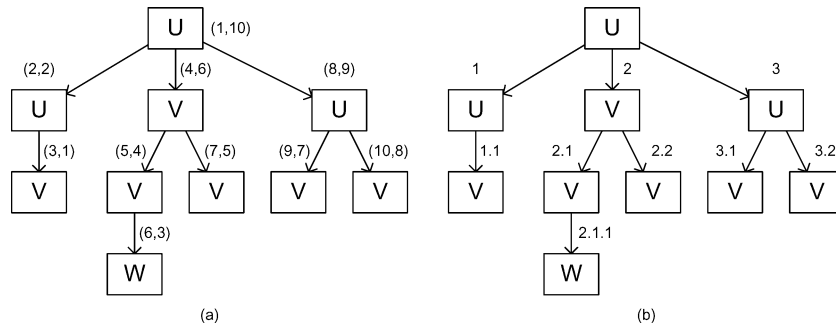 U (1,10) U
(2,2) (4,6) (8,9) 1 2 3
U V U U V U
(3,1) (5,4) (7,5) (9,7) (10,8) 1.1 2.1 2.2 3.1 3.2
V V V V V V V V V V
(6,3) 2.1.1
W W
(a) (b)